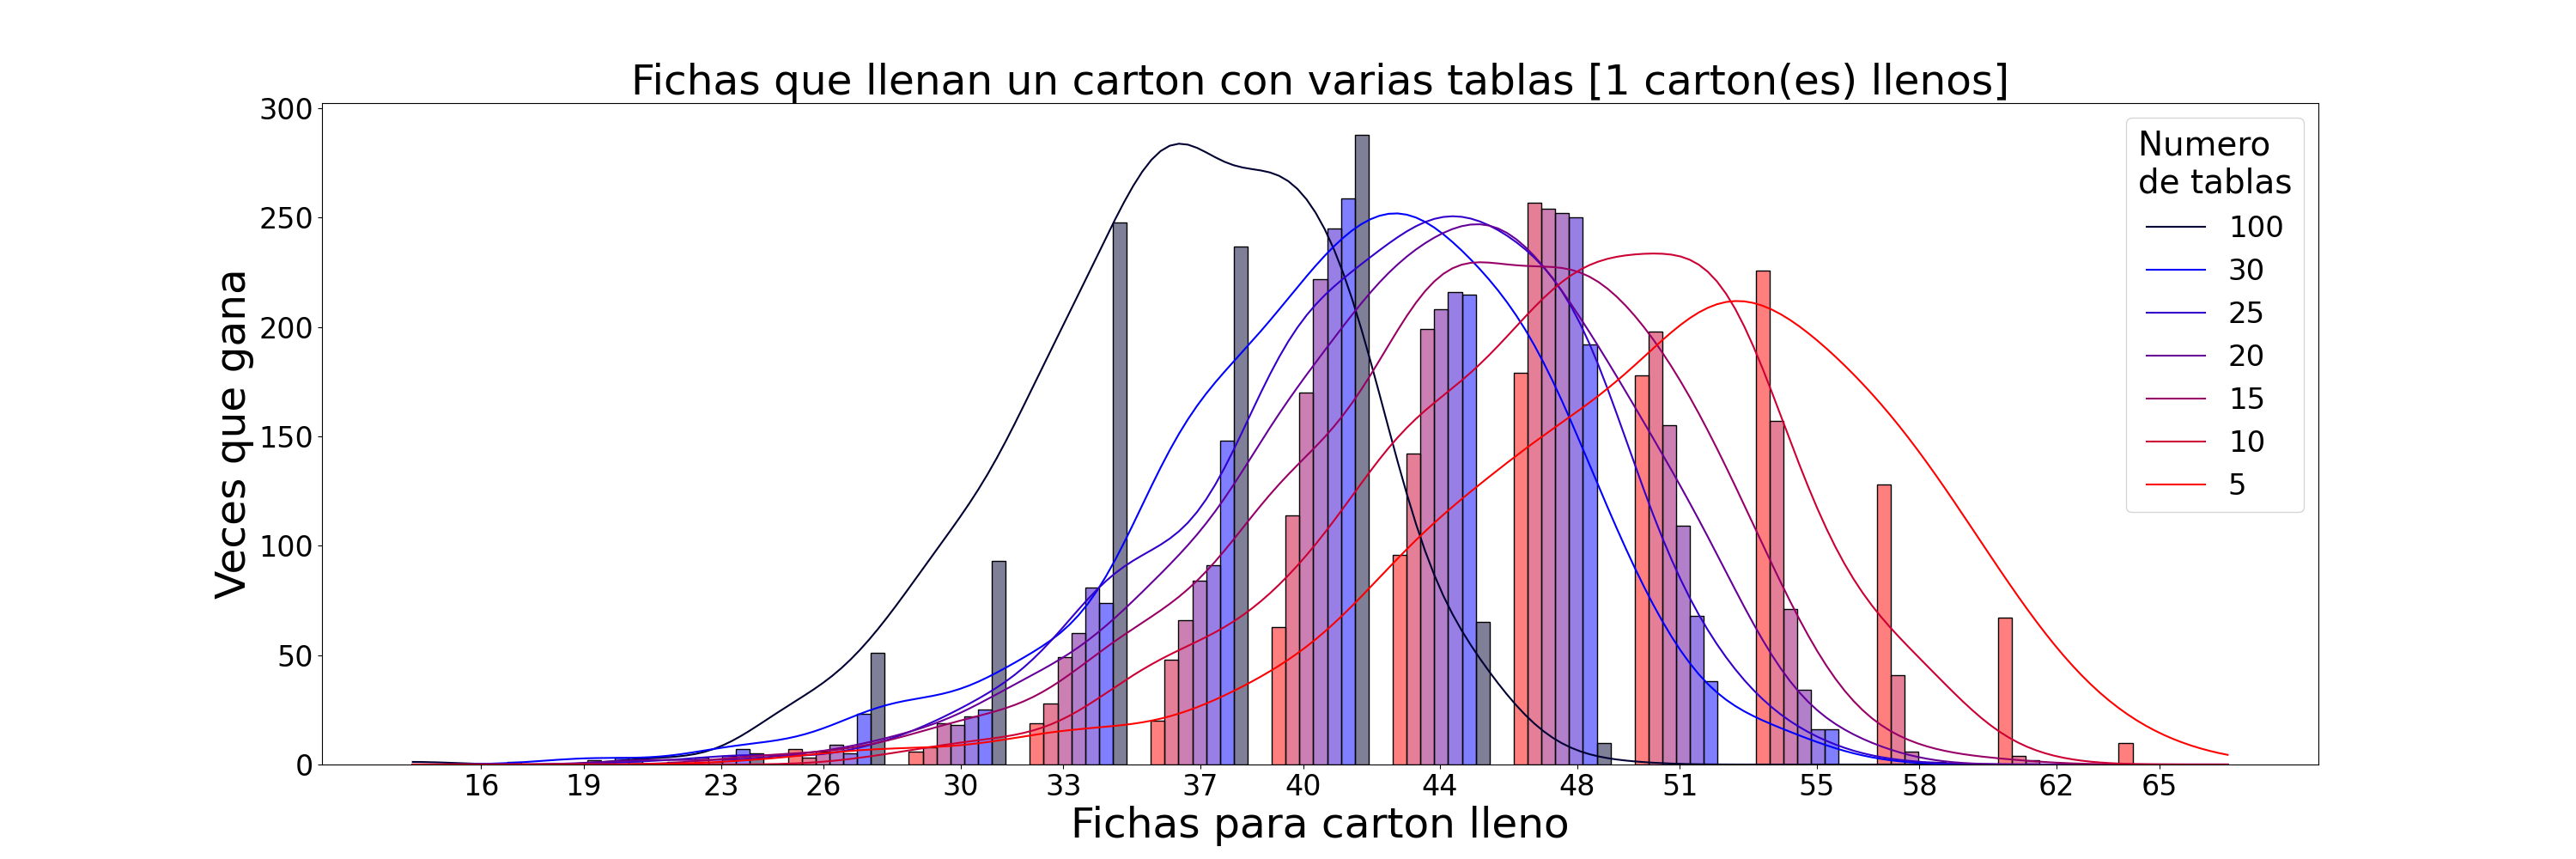 Fichas que llenan un carton con varias tablas [1 carton(es) llenos]
Veces que gana
300
250
200
150
100
50
0
Numero
de tablas
100
30
25
20
15
10
5
16 19 23 26 30 33 37 40 44 48 51 55 58 62 65
Fichas para carton lleno